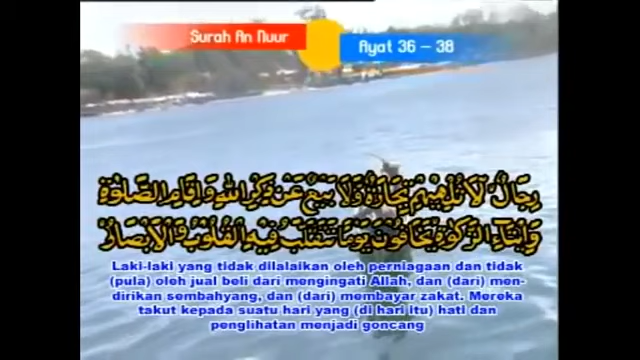 Surah An Nuur
Ayat 36 - 38
رِجَالٌ لَا تُلْهِيهِمْ تِجَارَةٌ وَلَا بَيْعٌ عَنْ ذِكْرِ اللَّهِ وَإِقَامِ الصَّلَوٰةِ
وَإِيتَاءِ الزَّكَوٰةِ يَخَافُونَ يَوْمًا تَتَقَلَّبُ فِيهِ الْقُلُوبُ وَالْأَبْصَارُ
Laki-laki yang tidak dilalaikan oleh perniagaan dan tidak
(pula) oleh jual beli dari mengingati Allah, dan (dari) men-
dirikan sembahyang, dan (dari) membayar zakat. Mereka
takut kepada suatu hari yang (di hari itu) hati dan
penglihatan menjadi goncang